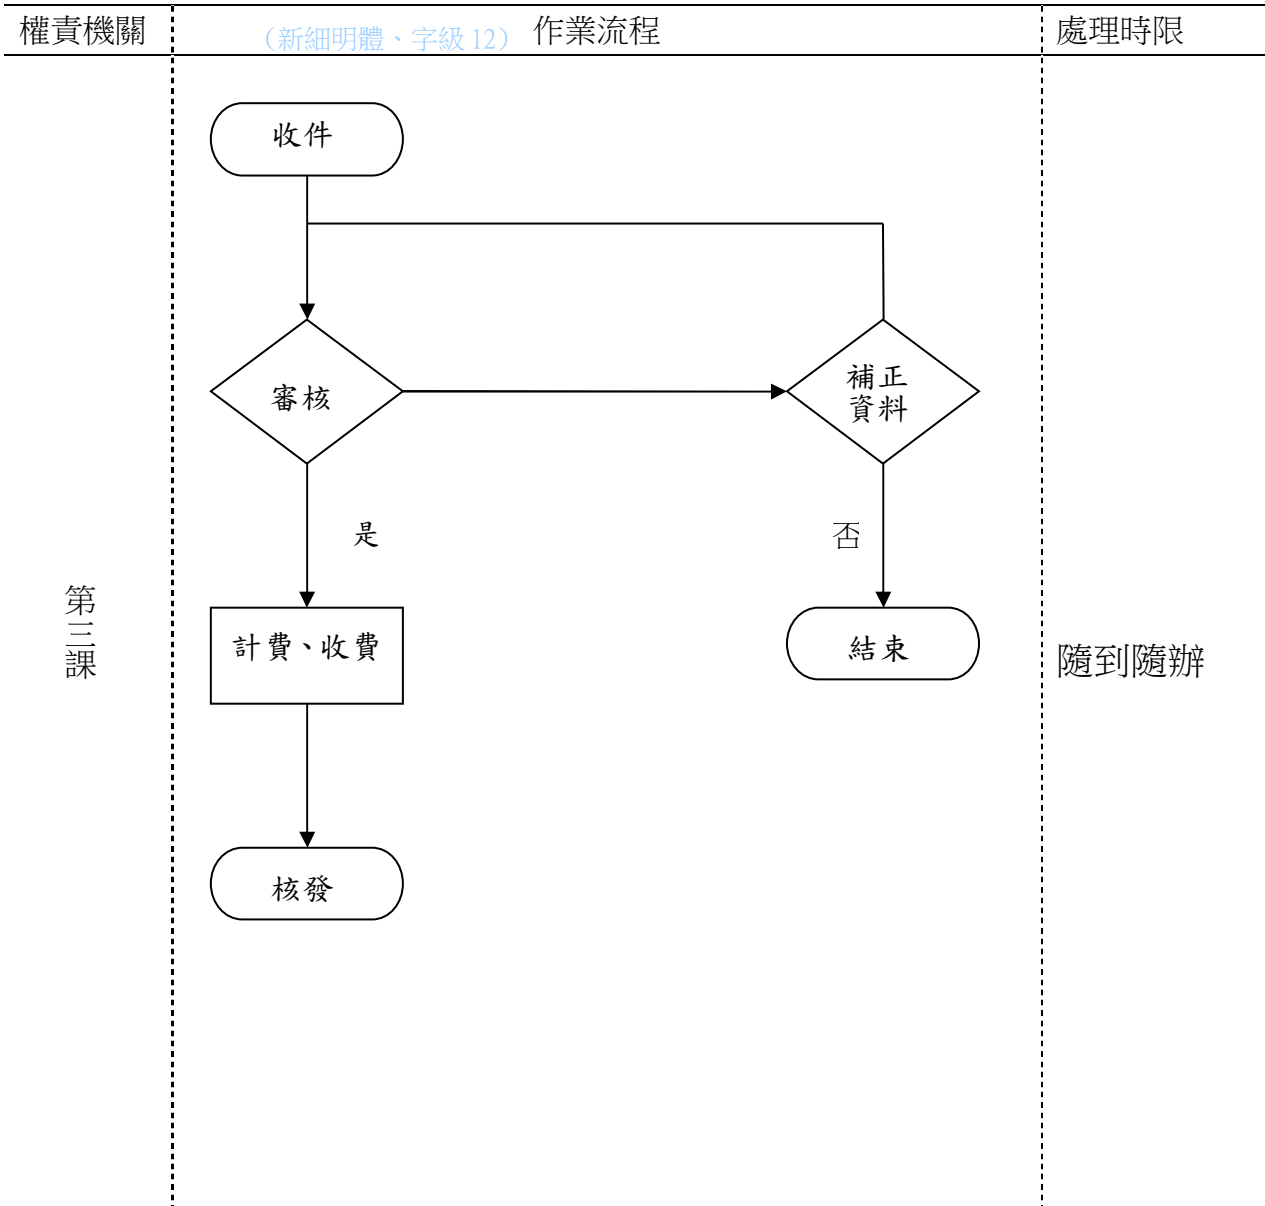 權責機關
（新細明體、字級 12） 作業流程
處理時限
收件
審核
補正
資料
是
否
第三課
計費、收費
結束
隨到隨辦
核發